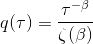 q(τ) = τ^{-β} / ζ(β)